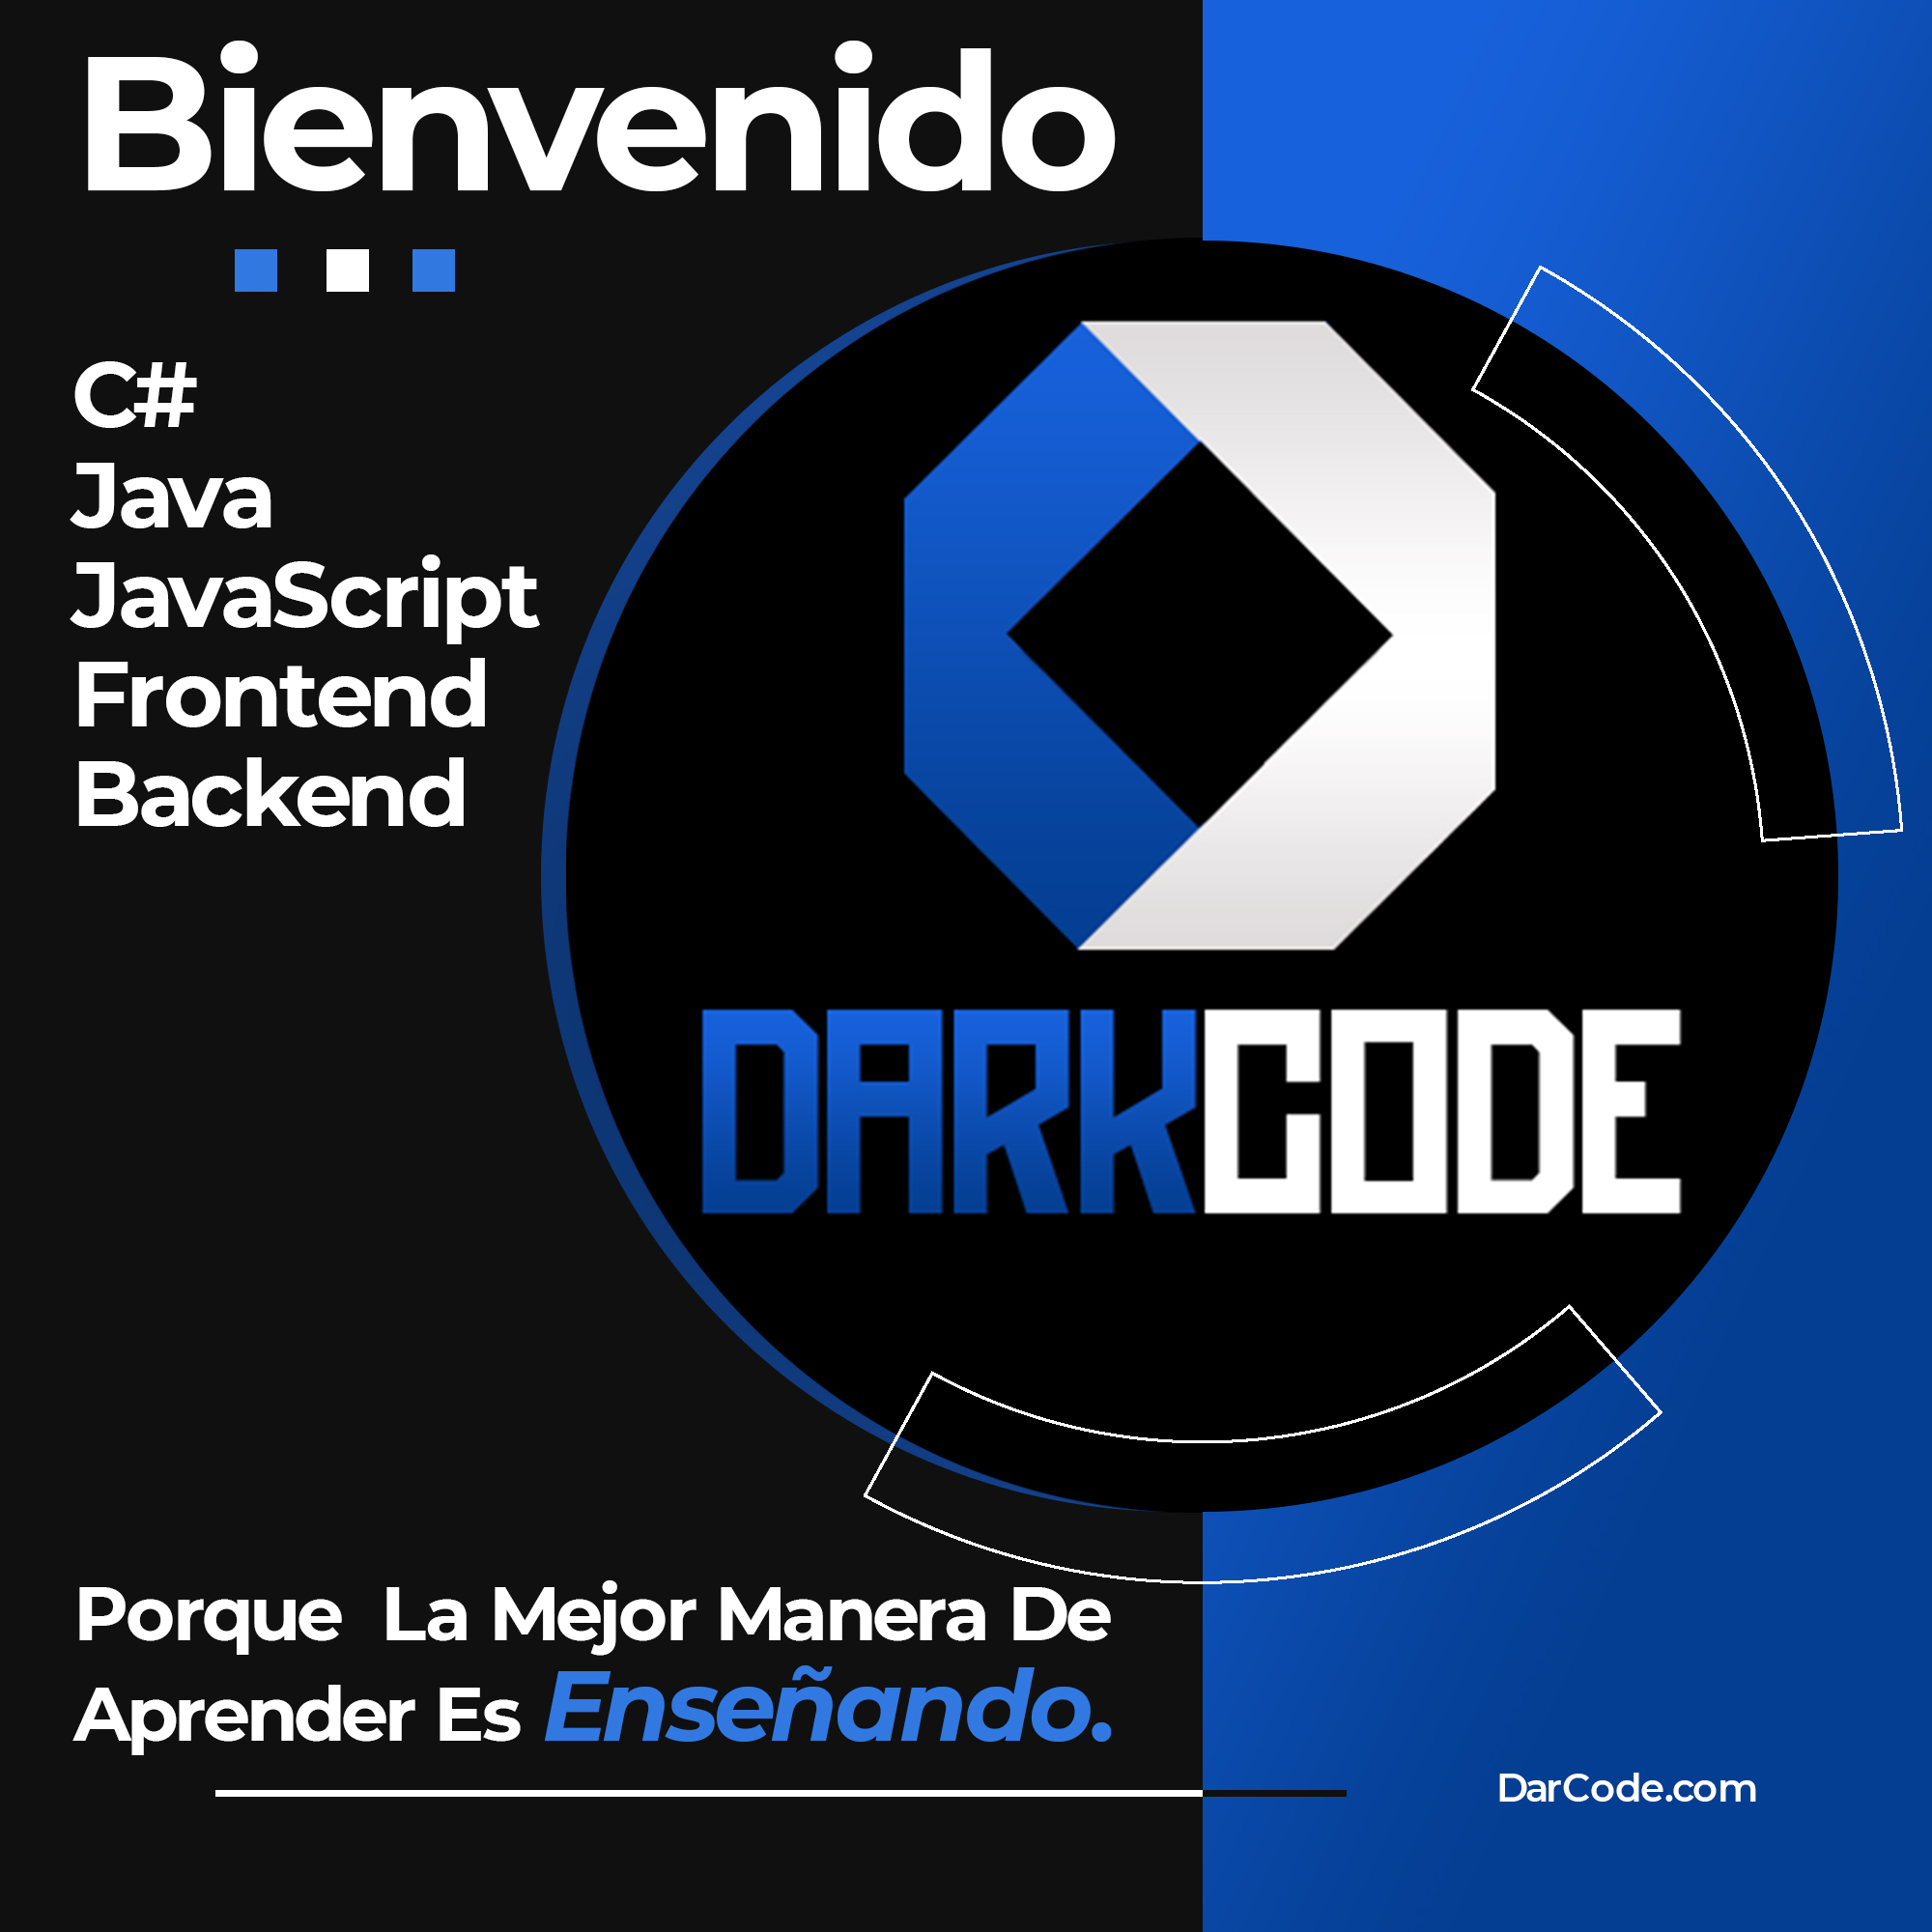 Bienvenido
C#
Java
JavaScript
Frontend
Backend
DARKCODE
Porque La Mejor Manera De
Aprender Es Enseñando.
DarCode.com